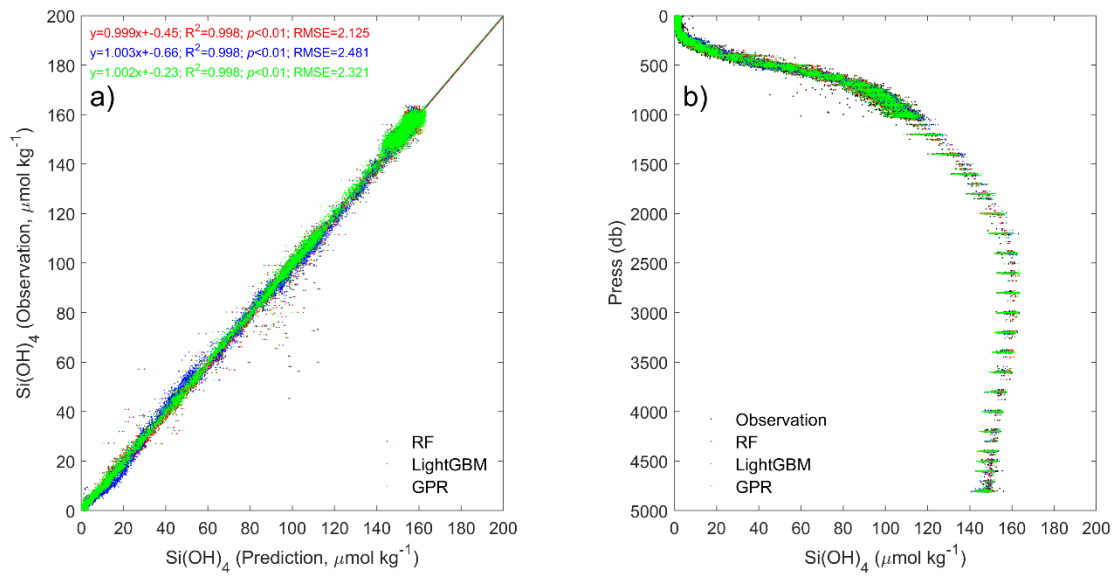 y=0.999x+-0.45; R2=0.998; p<0.01; RMSE=2.125
y=1.003x+-0.66; R2=0.998; p<0.01; RMSE=2.481
y=1.002x+-0.23; R2=0.998; p<0.01; RMSE=2.321
a)
200
180
160
140
120
100
80
60
40
20
0
Si(OH)4 (Observation, μmol kg-1)
RF
LightGBM
GPR
0 20 40 60 80 100 120 140 160 180 200
Si(OH)4 (Prediction, μmol kg-1)
b)
0
500
1000
1500
2000
2500
3000
3500
4000
4500
5000
Press (db)
Observation
RF
LightGBM
GPR
0 20 40 60 80 100 120 140 160 180 200
Si(OH)4 (μmol kg-1)